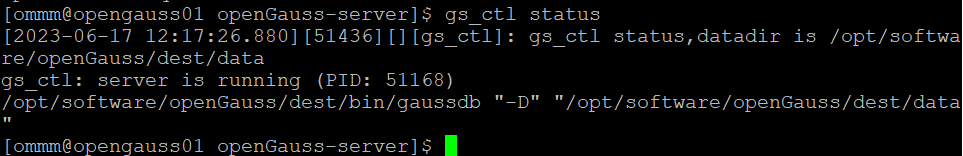 [ommm@opengauss01 openGauss-server]$ gs_ctl status
[2023-06-17 12:17:26.880][51436][][gs_ctl]: gs_ctl status,datadir is /opt/softwa
re/openGauss/dest/data
gs_ctl: server is running (PID: 51168)
/opt/software/openGauss/dest/bin/gaussdb "-D" "/opt/software/openGauss/dest/data
"
[ommm@opengauss01 openGauss-server]$